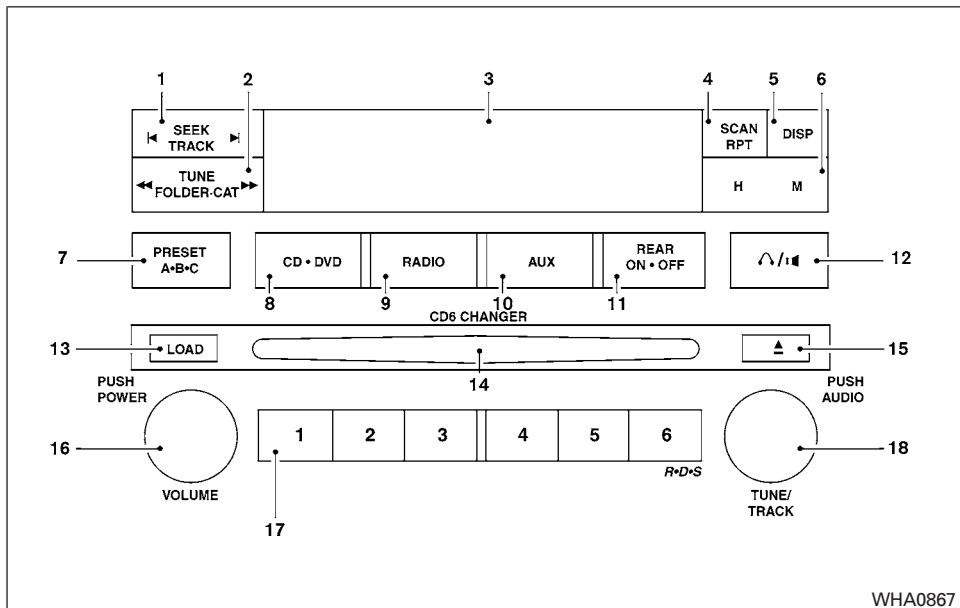 1 2 3 4 5 6
SEEK
TRACK
SCAN
RPT
DISP
TUNE
FOLDER·CAT
H M
7
PRESET
A•B•C
CD • DVD
RADIO
AUX
REAR
ON • OFF
12
8 9 10 11
CD6 CHANGER
13
LOAD
14
15
PUSH
POWER
PUSH
AUDIO
16
1 2 3 4 5 6
18
R•D•S
VOLUME
17
TUNE/
TRACK
WHA0867